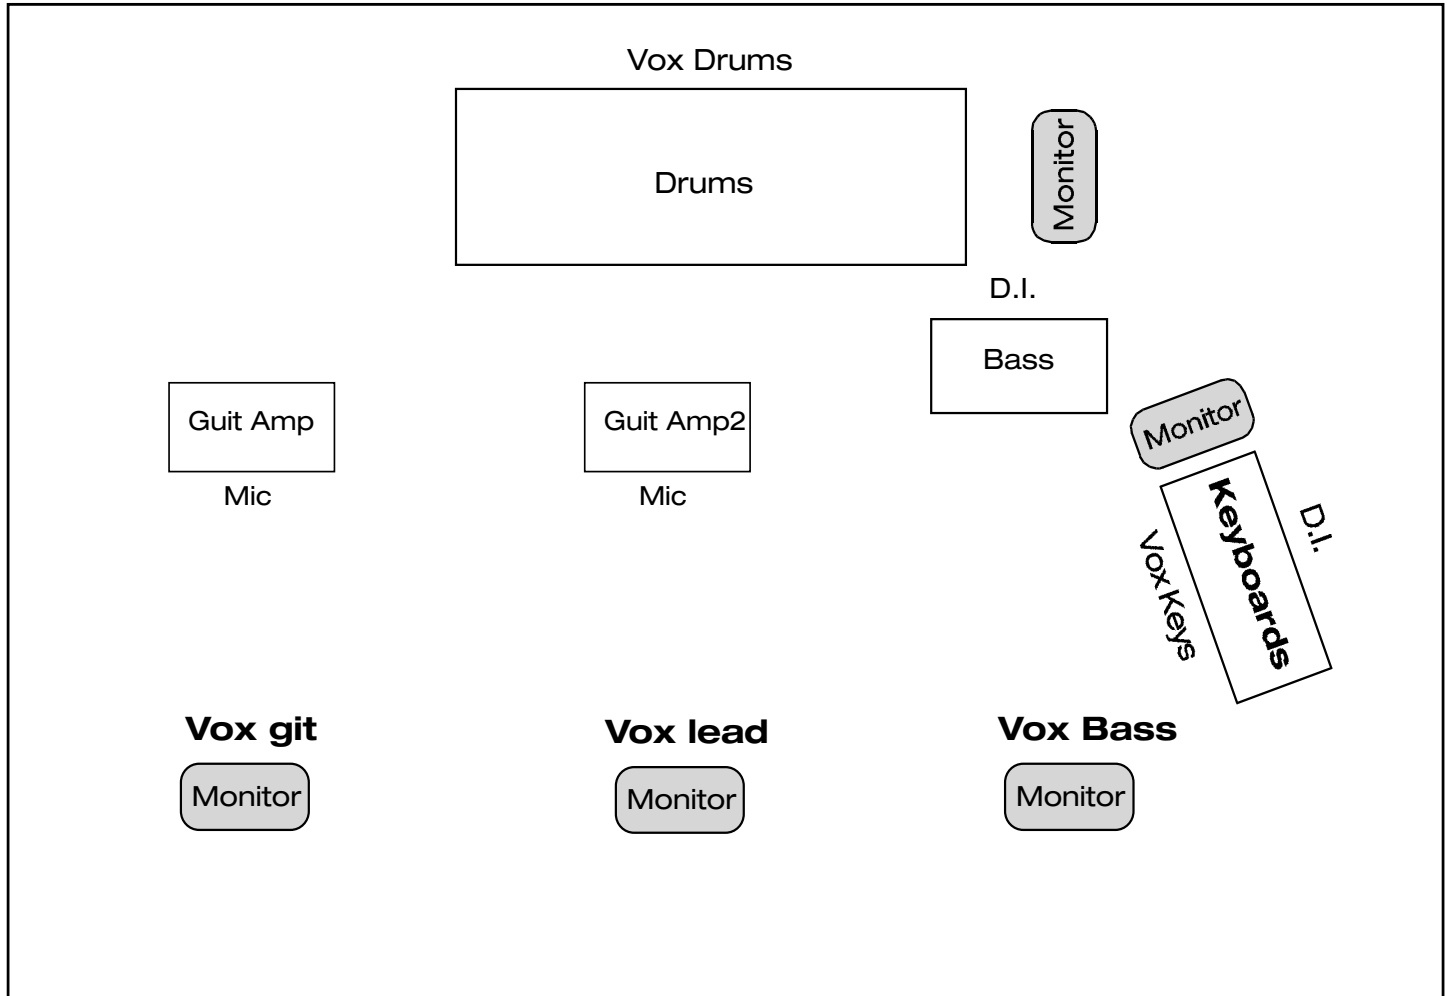 Vox Drums
Drums
Monitor
D.I.
Bass
Guit Amp
Guit Amp2
Monitor
Mic
Mic
Keyboards
D.I.
Vox Keys
Vox git
Vox lead
Vox Bass
Monitor
Monitor
Monitor